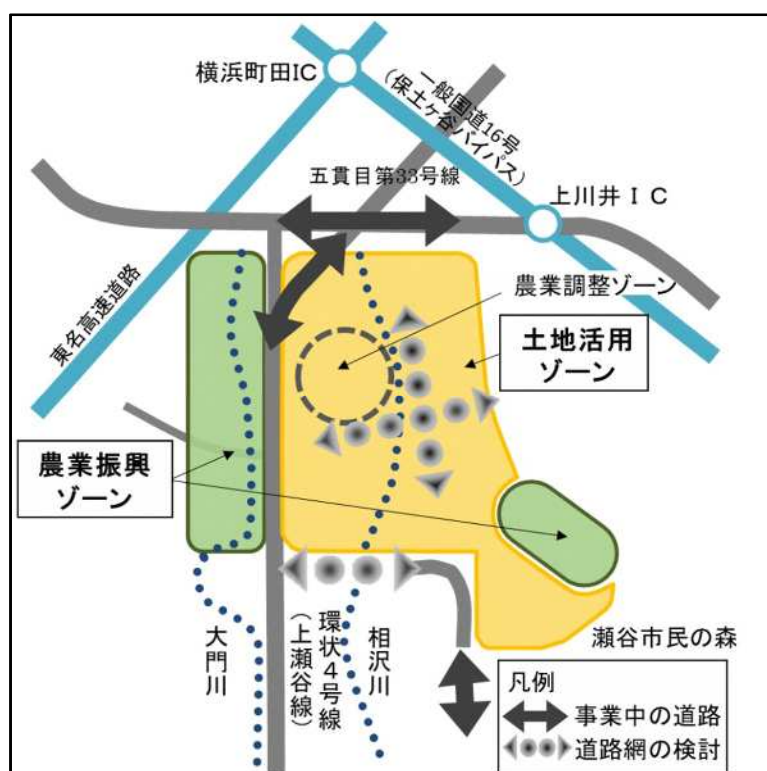 横浜町田IC
一般国道16号
(保土ヶ谷バイパス)
五貫目第33号線
上川井IC
東名高速道路
農業調整ゾーン
土地活用
ゾーン
農業振興
ゾーン
大門川
環状4号線
(上瀬谷線)
相沢川
瀬谷市民の森
凡例
事業中の道路
道路網の検討